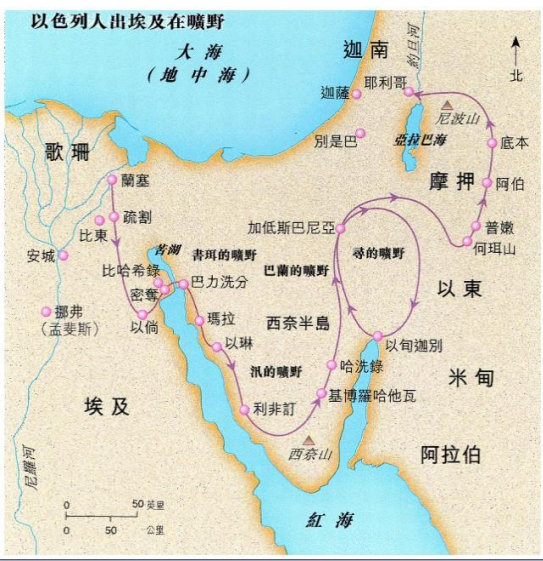 以色列人出埃及在曠野
大海
(地中海)
迦南
約旦河
北
迦薩
耶利哥
尼波山
別是巴
亞拉巴海
底本
歌珊
蘭塞
摩押
阿伯
疏割
比東
加低斯巴尼亞
普嫩
何珥山
安城
苦湖
書珥的曠野
尋的曠野
比哈希錄
巴力洗分
巴蘭的曠野
密奪
以東
挪弗
(孟斐斯)
以倘
瑪拉
西奈半島
以琳
以旬迦別
汛的曠野
哈洗錄
米甸
埃及
利非訂
基博羅哈他瓦
西奈山
阿拉伯
尼羅河
0 50 英里
0 50 公里
紅海